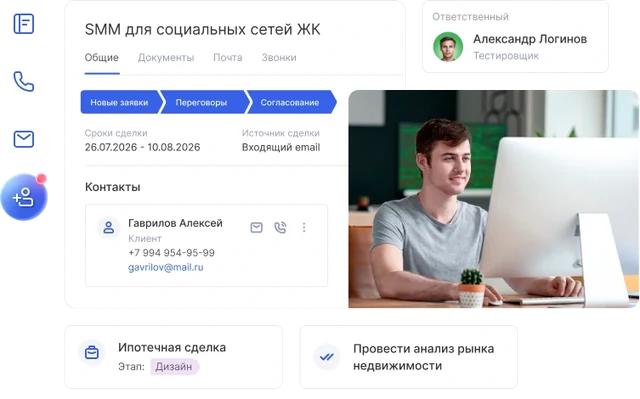 SMM для социальных сетей ЖК
Общие Документы Почта Звонки
Новые заявки Переговоры Согласование
Сроки сделки Источник сделки
26.07.2026 - 10.08.2026 Входящий email
Контакты
Гаврилов Алексей
Клиент
+7 994 954-95-99
gavrilov@mail.ru
Ответственный
Александр Логинов
Тестировщик
Ипотечная сделка
Этап: Дизайн
Провести анализ рынка
недвижимости